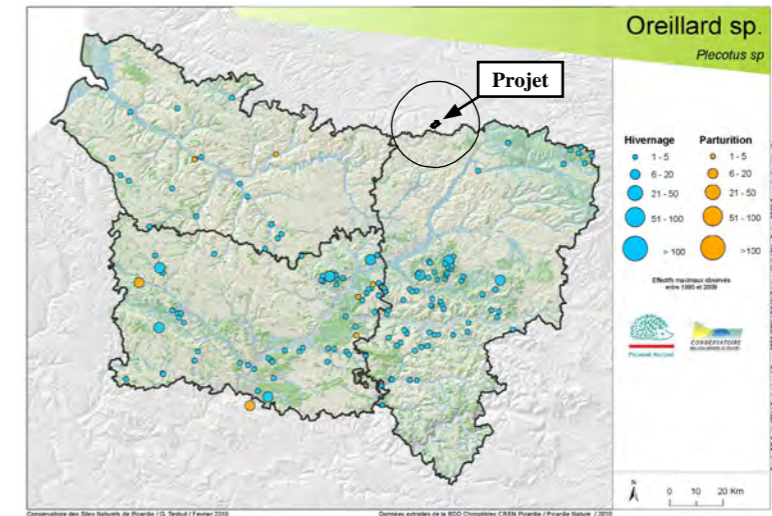 Oreillard sp.
Plecotus sp
Projet
Hivernage Parturition
1 - 5 1 - 5
6 - 20 6 - 20
21 - 50 21 - 50
51 - 100 51 - 100
> 100 >100
Effectifs maximaux observés
entre 1980 et 2009
CONSERVATOIRE
N
0 10 20 Km
Conservatoire des Sites Naturels de Picardie / G. Testud / Fevrier 2010
Données extraites de la BDD Chiroptères CREN Picardie / Picardie Nature / 2010